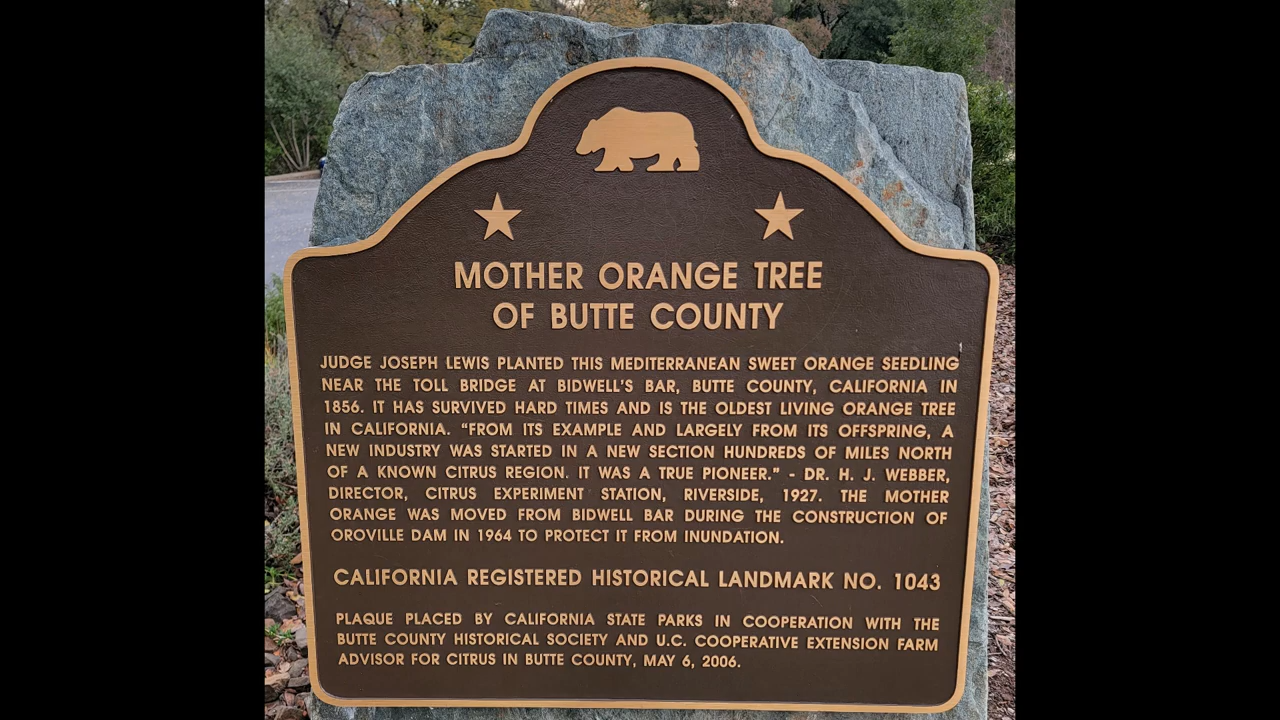 MOTHER ORANGE TREE
OF BUTTE COUNTY
JUDGE JOSEPH LEWIS PLANTED THIS MEDITERRANEAN SWEET ORANGE SEEDLING
NEAR THE TOLL BRIDGE AT BIDWELL'S BAR, BUTTE COUNTY, CALIFORNIA IN
1856. IT HAS SURVIVED HARD TIMES AND IS THE OLDEST LIVING ORANGE TREE
IN CALIFORNIA. "FROM ITS EXAMPLE AND LARGELY FROM ITS OFFSPRING, A
NEW INDUSTRY WAS STARTED IN A NEW SECTION HUNDREDS OF MILES NORTH
OF A KNOWN CITRUS REGION. IT WAS A TRUE PIONEER." - DR. H. J. WEBBER,
DIRECTOR, CITRUS EXPERIMENT STATION, RIVERSIDE, 1927. THE MOTHER
ORANGE WAS MOVED FROM BIDWELL BAR DURING THE CONSTRUCTION OF
OROVILLE DAM IN 1964 TO PROTECT IT FROM INUNDATION.
CALIFORNIA REGISTERED HISTORICAL LANDMARK NO. 1043
PLAQUE PLACED BY CALIFORNIA STATE PARKS IN COOPERATION WITH THE
BUTTE COUNTY HISTORICAL SOCIETY AND U.C. COOPERATIVE EXTENSION FARM
ADVISOR FOR CITRUS IN BUTTE COUNTY, MAY 6, 2006.